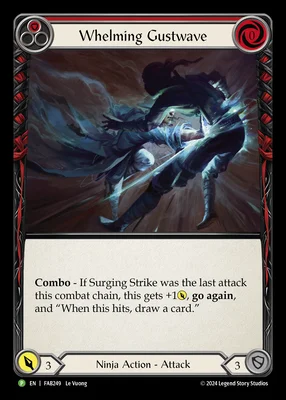 Whelming Gustwave
0
Combo - If Surging Strike was the last attack
this combat chain, this gets +1, go again,
and “When this hits, draw a card.”
3
Ninja Action - Attack
3
P EN | FAB249 Le Vuong
© 2024 Legend Story Studios